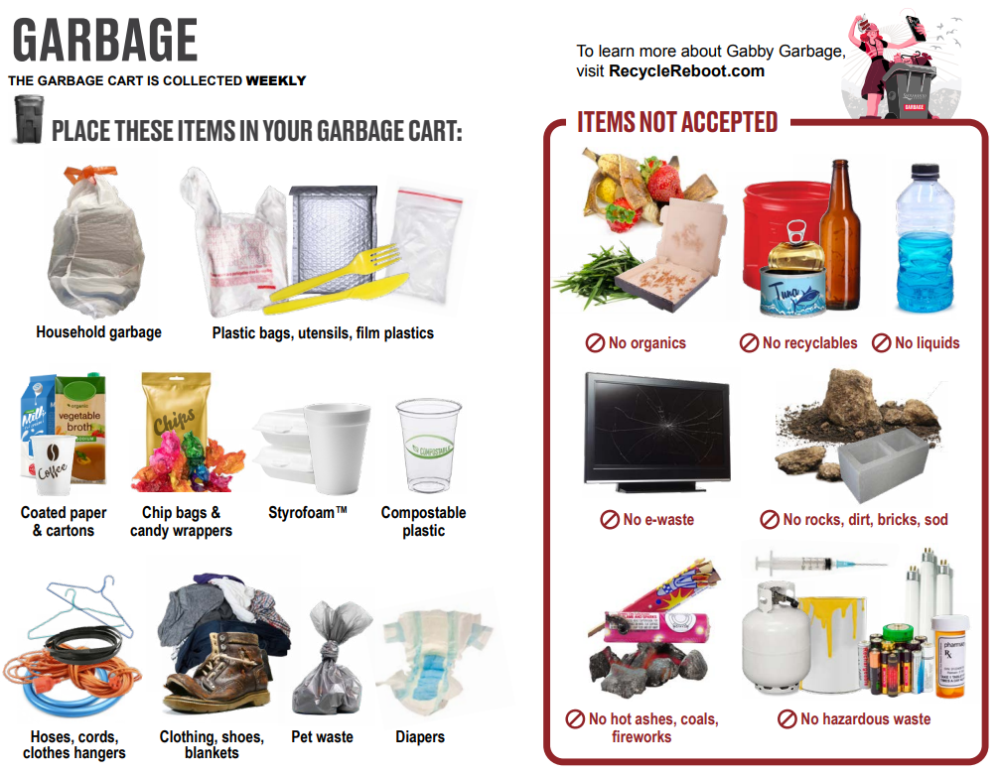 GARBAGE
THE GARBAGE CART IS COLLECTED WEEKLY
PLACE THESE ITEMS IN YOUR GARBAGE CART:
Household garbage
Plastic bags, utensils, film plastics
Milk
organic
vegetable
broth
Coffee
Coated paper
& cartons
Chips
Chip bags &
candy wrappers
Styrofoam™
COMPOSTABLE
Compostable
plastic
Hoses, cords,
clothes hangers
Clothing, shoes,
blankets
Pet waste
Diapers
To learn more about Gabby Garbage,
visit RecycleReboot.com
GARBAGE
ITEMS NOT ACCEPTED
No organics
Tuna
No recyclables
No liquids
No e-waste
No rocks, dirt, bricks, sod
No hot ashes, coals,
fireworks
pharmacy
Rx
No hazardous waste